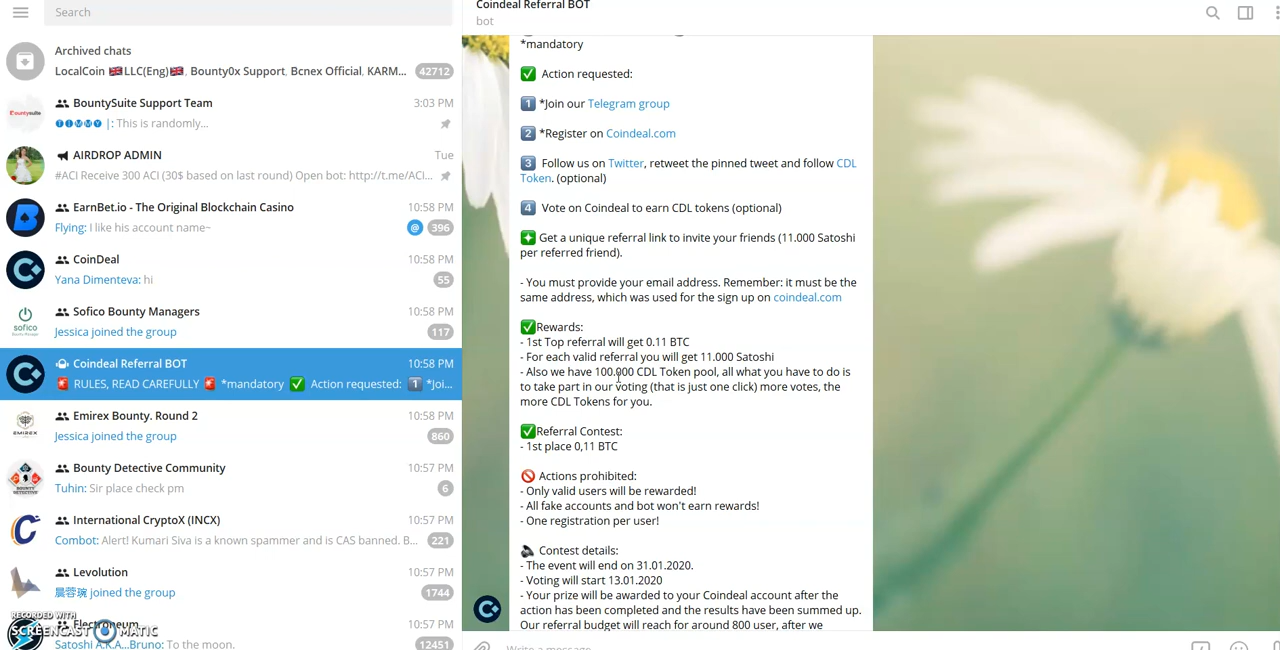 Search
Archived chats
LocalCoin 🇬🇧LLC(Eng)🇬🇧, Bounty0x Support, Bcnex Official, KARM...
42712
BountySuite Support Team
3:03 PM
Bountysuite
🅣🅘🅜🅜🅨 |: This is randomly...
AIRDROP ADMIN
Tue
#ACI Receive 300 ACI (30$ based on last round) Open bot: http://t.me/ACI...
EarnBet.io - The Original Blockchain Casino
10:58 PM
Flying: I like his account name~
@ 396
CoinDeal
10:58 PM
Yana Dimenteva: hi
55
Sofico Bounty Managers
10:58 PM
sofico
Jessica joined the group
117
Coindeal Referral BOT
10:58 PM
🚨 RULES, READ CAREFULLY 🚨 *mandatory ✅ Action requested: 1️⃣ *Joi...
Emirex Bounty. Round 2
10:58 PM
EMIREX
Jessica joined the group
860
Bounty Detective Community
10:57 PM
Tuhin: Sir place check pm
6
International CryptoX (INCX)
10:57 PM
Combot: Alert! Kumari Siva is a known spammer and is CAS banned. B...
221
Levolution
10:57 PM
晨蓉琬 joined the group
1744
Electroneum
10:57 PM
RECORDED WITH
SCREENCAST MATIC
Satoshi A.K.A...Bruno: To the moon.
12451
Coindeal Referral BOT
bot
*mandatory
✅ Action requested:
1️⃣ *Join our Telegram group
2️⃣ *Register on Coindeal.com
3️⃣ Follow us on Twitter, retweet the pinned tweet and follow CDL
Token. (optional)
4️⃣ Vote on Coindeal to earn CDL tokens (optional)
Get a unique referral link to invite your friends (11.000 Satoshi
per referred friend).
- You must provide your email address. Remember: it must be the
same address, which was used for the sign up on coindeal.com
✅Rewards:
- 1st Top referral will get 0.11 BTC
- For each valid referral you will get 11.000 Satoshi
- Also we have 100.000 CDL Token pool, all what you have to do is
to take part in our voting (that is just one click) more votes, the
more CDL Tokens for you.
✅Referral Contest:
- 1st place 0,11 BTC
🚫 Actions prohibited:
- Only valid users will be rewarded!
- All fake accounts and bot won't earn rewards!
- One registration per user!
🔊 Contest details:
- The event will end on 31.01.2020.
- Voting will start 13.01.2020
- Your prize will be awarded to your Coindeal account after the
action has been completed and the results have been summed up.
Our referral budget will reach for around 800 user, after we
Write a message...